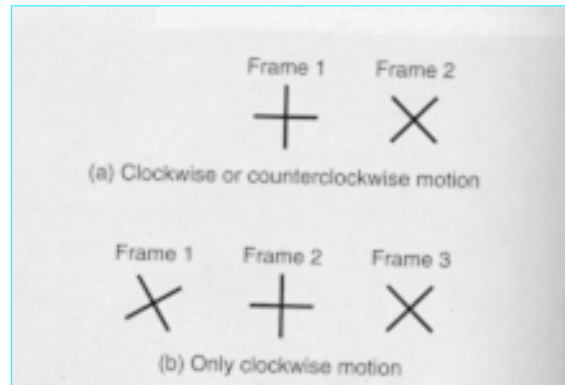 Frame 1 Frame 2
(a) Clockwise or counterclockwise motion
Frame 1 Frame 2 Frame 3
(b) Only clockwise motion